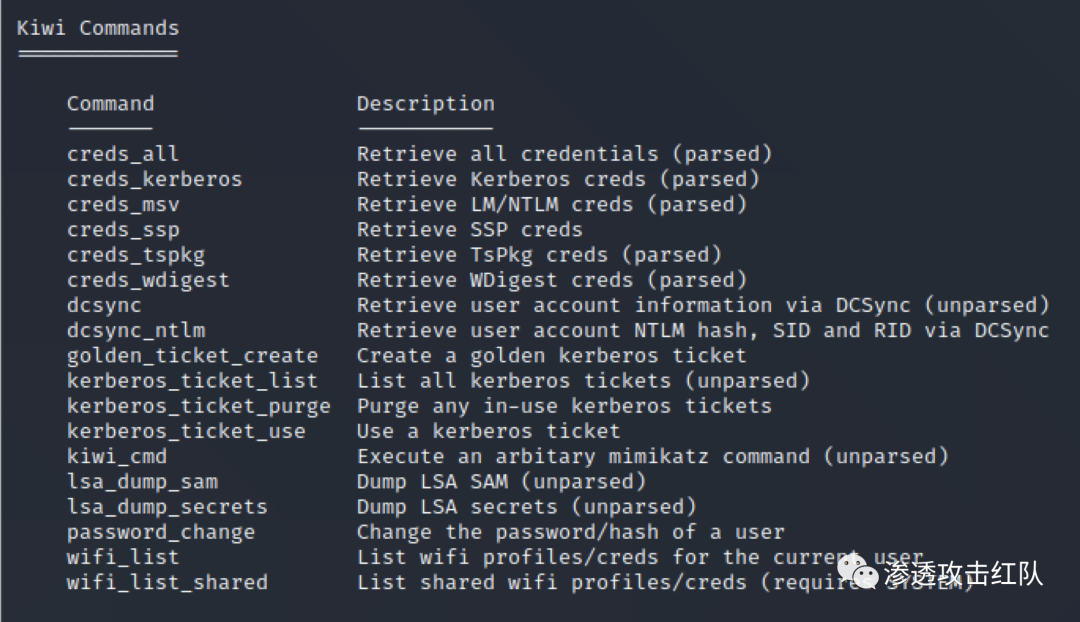 Kiwi Commands
Command Description
creds_all Retrieve all credentials (parsed)
creds_kerberos Retrieve Kerberos creds (parsed)
creds_msv Retrieve LM/NTLM creds (parsed)
creds_ssp Retrieve SSP creds
creds_tspkg Retrieve TsPkg creds (parsed)
creds_wdigest Retrieve WDigest creds (parsed)
dcsync Retrieve user account information via DCSync (unparsed)
dcsync_ntlm Retrieve user account NTLM hash, SID and RID via DCSync
golden_ticket_create Create a golden kerberos ticket
kerberos_ticket_list List all kerberos tickets (unparsed)
kerberos_ticket_purge Purge any in-use kerberos tickets
kerberos_ticket_use Use a kerberos ticket
kiwi_cmd Execute an arbitary mimikatz command (unparsed)
lsa_dump_sam Dump LSA SAM (unparsed)
lsa_dump_secrets Dump LSA secrets (unparsed)
password_change Change the password/hash of a user
wifi_list List wifi profiles/creds for the current user
wifi_list_shared List shared wifi profiles/creds (requires SYSTEM)
渗透攻击红队